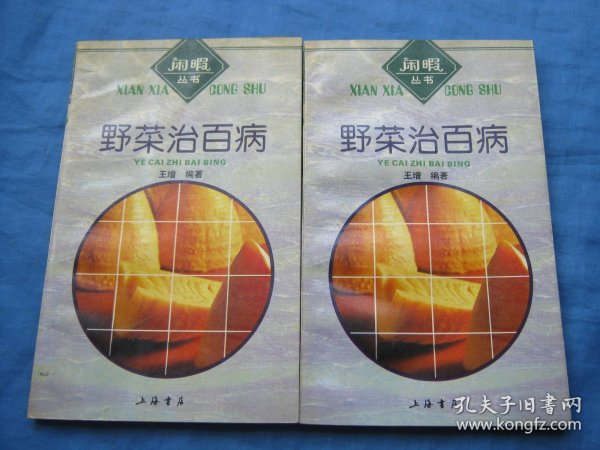 闲暇
丛书
XIAN XIA CONG SHU
野菜治百病
YE CAI ZHI BAI BING
王增 编著
上海书店
闲暇
丛书
XIAN XIA CONG SHU
野菜治百病
YE CAI ZHI BAI BING
王增 编著
上海书店
孔夫子旧书网
www.kongfz.com